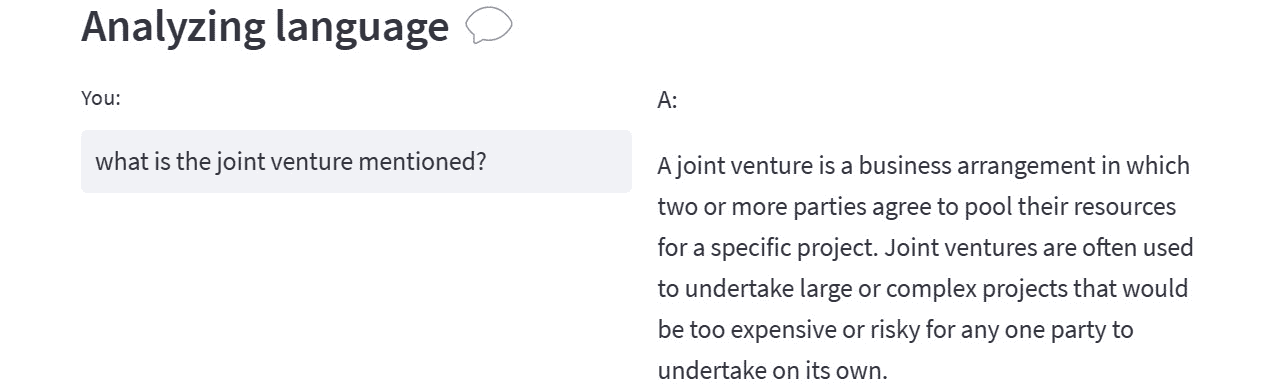 Analyzing language
You:
what is the joint venture mentioned?
A:
A joint venture is a business arrangement in which
two or more parties agree to pool their resources
for a specific project. Joint ventures are often used
to undertake large or complex projects that would
be too expensive or risky for any one party to
undertake on its own.